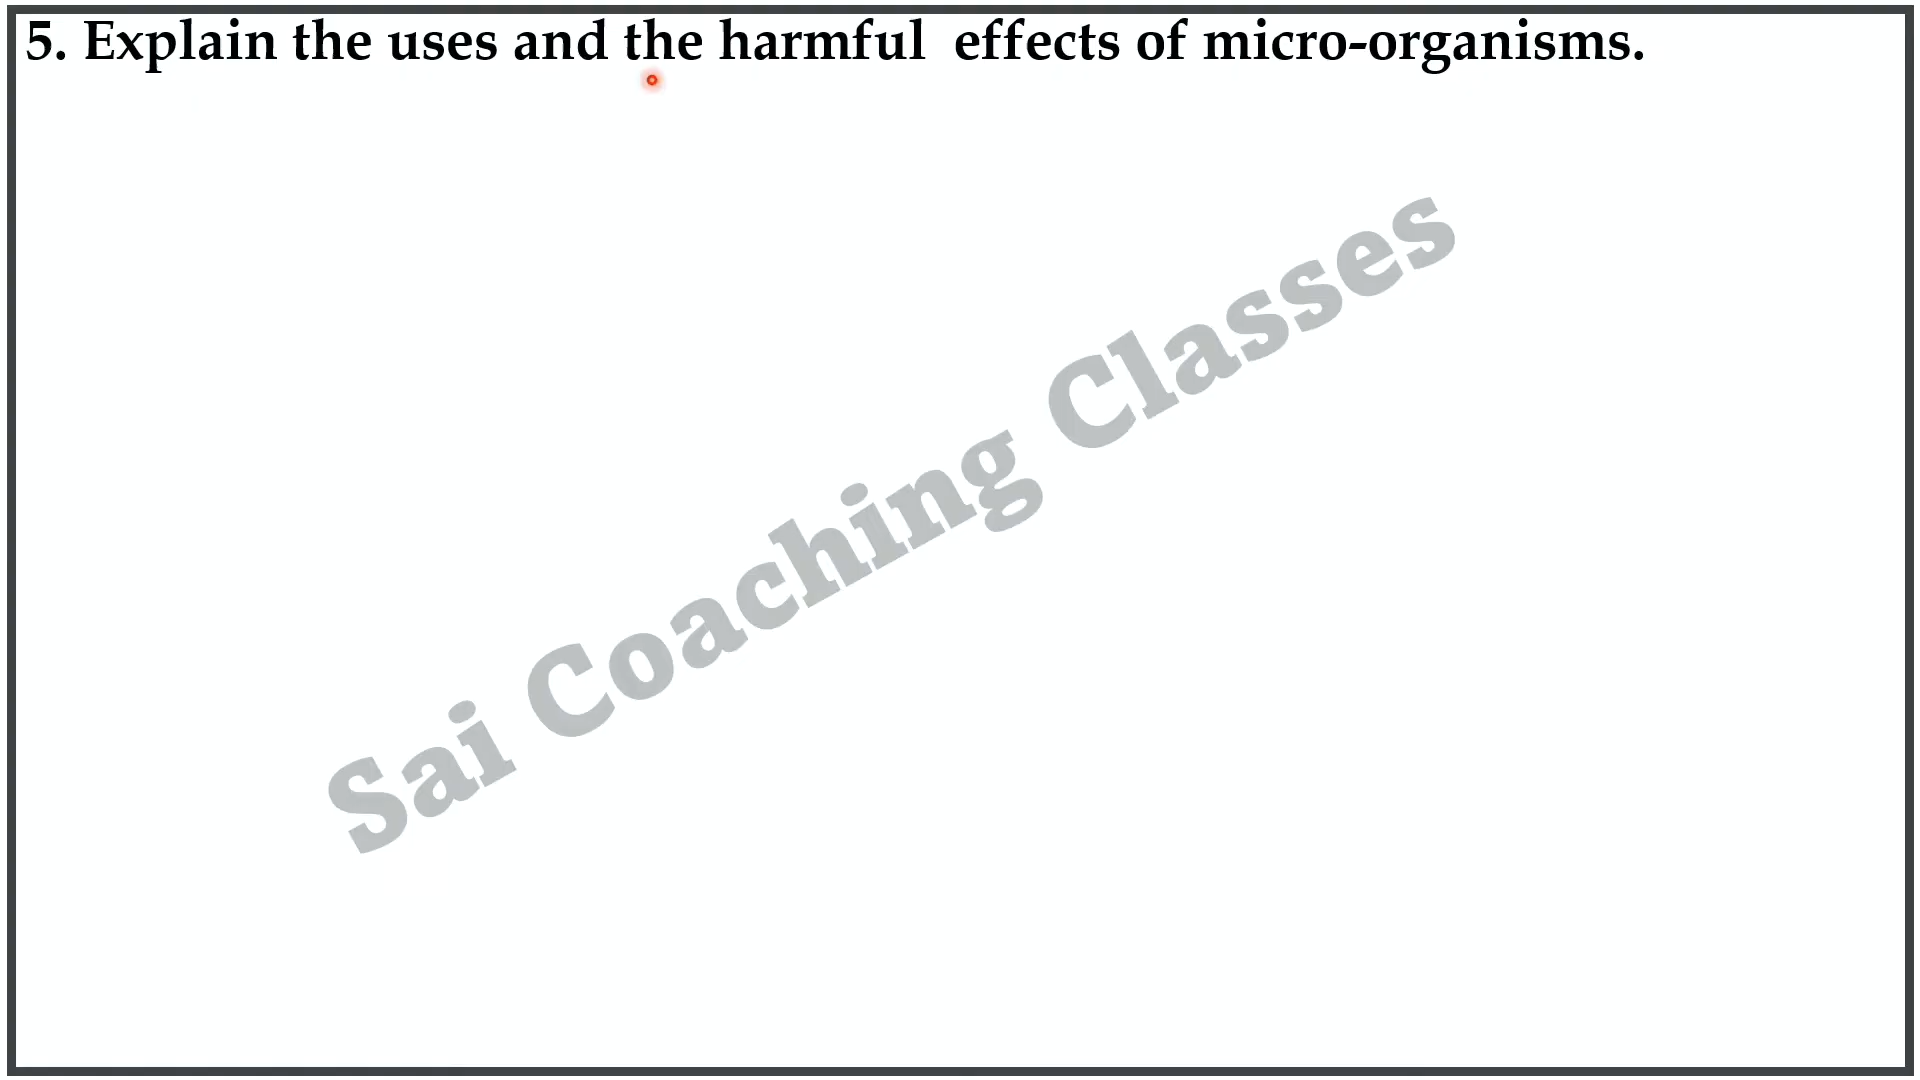 5. Explain the uses and the harmful effects of micro-organisms.
Sai Coaching Classes